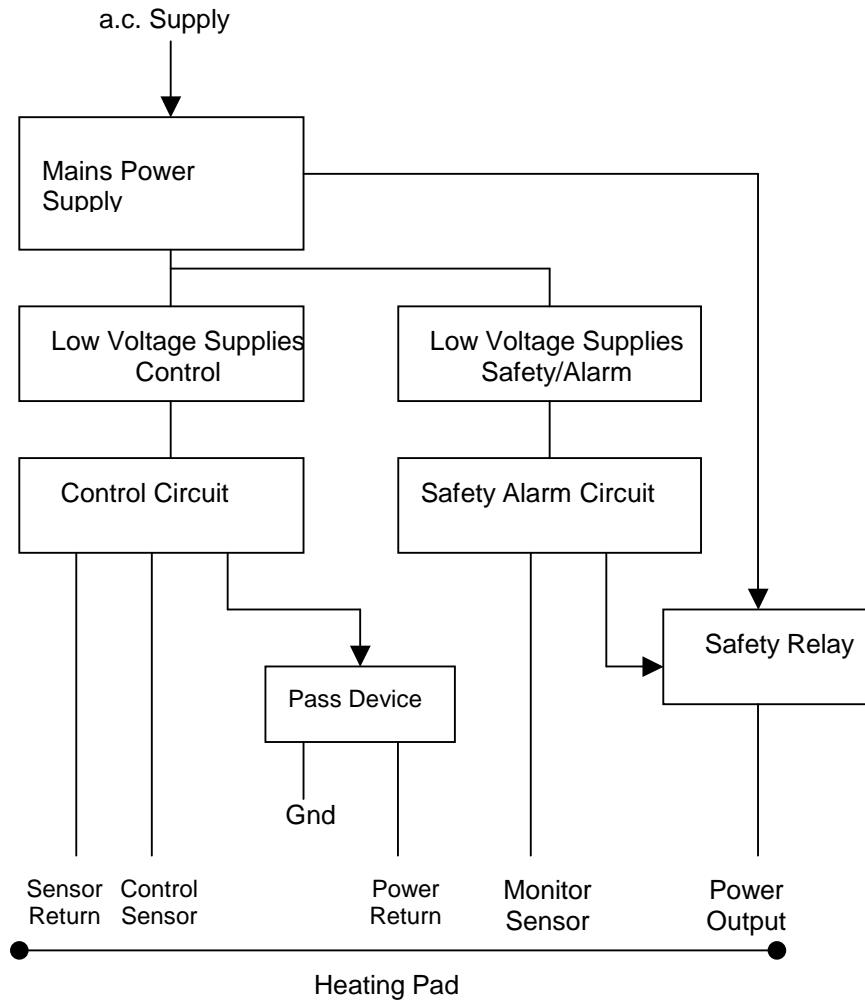 a.c. Supply
Mains Power
Supply
Low Voltage Supplies
Control
Low Voltage Supplies
Safety/Alarm
Control Circuit
Safety Alarm Circuit
Safety Relay
Pass Device
Gnd
Sensor
Return
Control
Sensor
Power
Return
Monitor
Sensor
Power
Output
Heating Pad